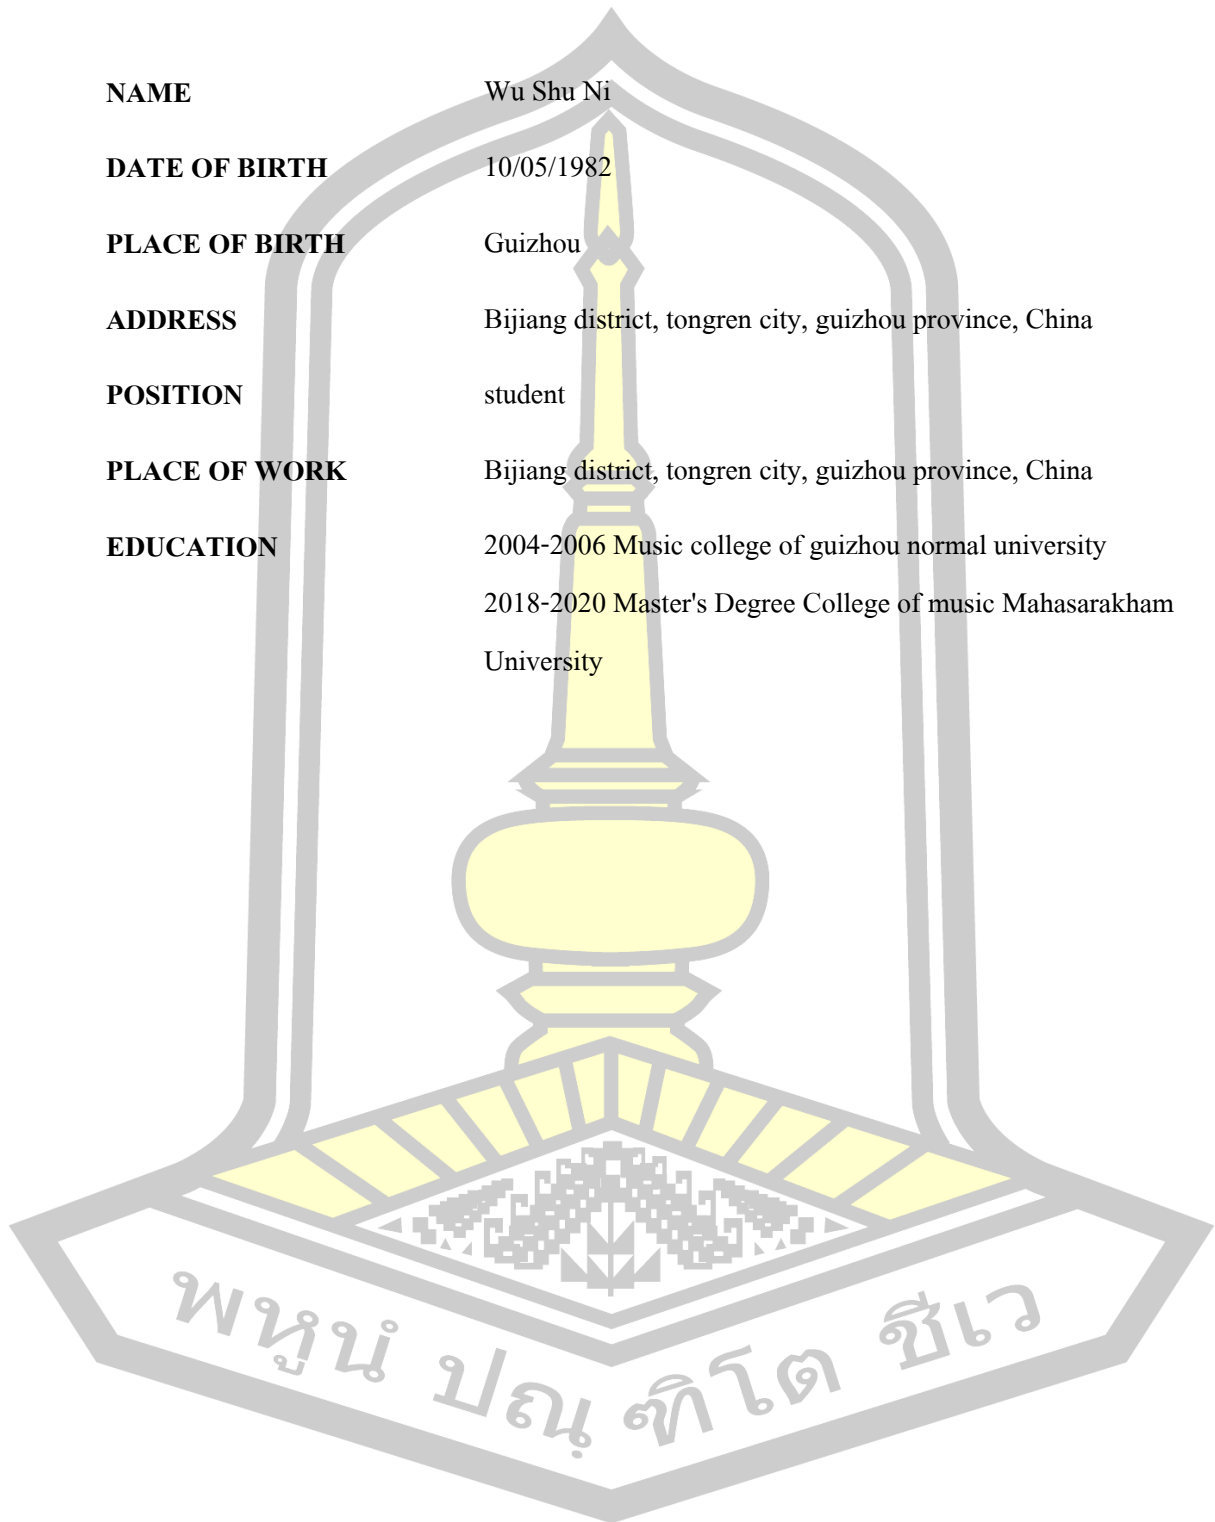 NAME Wu Shu Ni
DATE OF BIRTH 10/05/1982
PLACE OF BIRTH Guizhou
ADDRESS Bijiang district, tongren city, guizhou province, China
POSITION student
PLACE OF WORK Bijiang district, tongren city, guizhou province, China
EDUCATION 2004-2006 Music college of guizhou normal university
2018-2020 Master's Degree College of music Mahasarakham
University
พหูนํ ปณฺฑิโต ชีเว